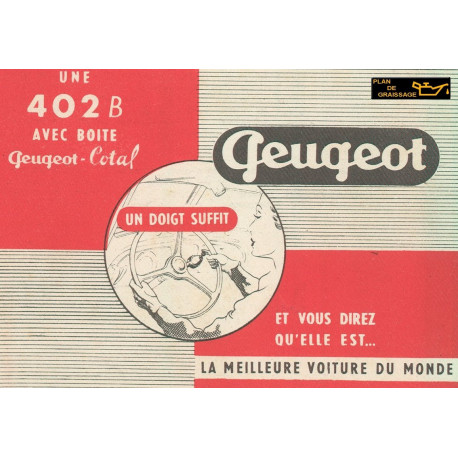 UNE
402 B
AVEC BOITE
Peugeot-Cotal
PLAN
DE
GRAISSAGE
Peugeot
UN DOIGT SUFFIT
ET VOUS DIREZ
QU'ELLE EST...
LA MEILLEURE VOITURE DU MONDE